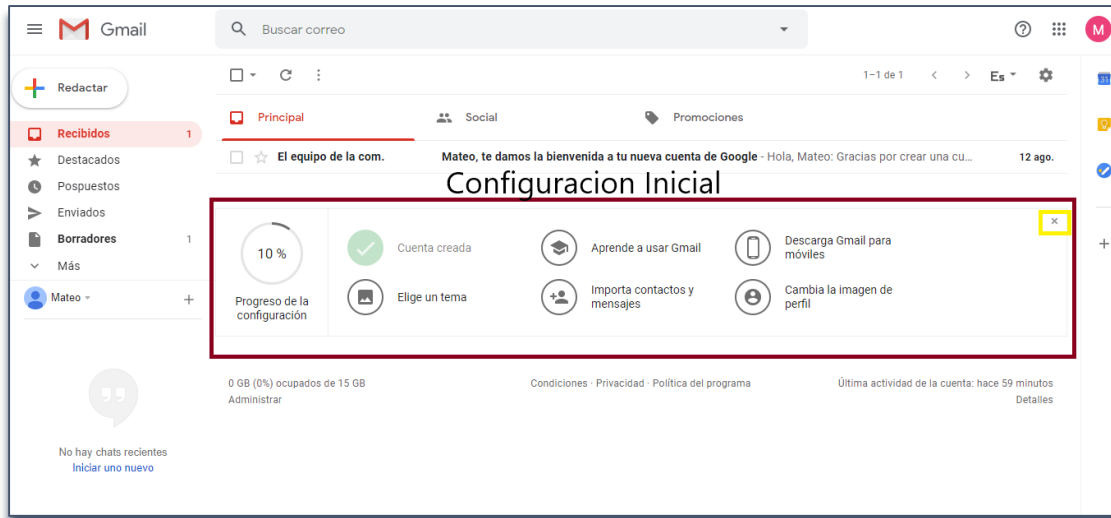 Gmail
Buscar correo
M
Redactar
1-1 de 1
Es
31
Principal
Social
Promociones
Recibidos 1
El equipo de la com. Mateo, te damos la bienvenida a tu nueva cuenta de Google - Hola, Mateo: Gracias por crear una cu... 12 ago.
Destacados
Pospuestos
Enviados
Borradores 1
Más
Mateo
Configuracion Inicial
10 %
Progreso de la
configuración
Cuenta creada
Aprende a usar Gmail
Descarga Gmail para
móviles
Elige un tema
Importa contactos y
mensajes
Cambia la imagen de
perfil
0 GB (0%) ocupados de 15 GB
Administrar
Condiciones · Privacidad · Política del programa
Última actividad de la cuenta: hace 59 minutos
Detalles
No hay chats recientes
Iniciar uno nuevo